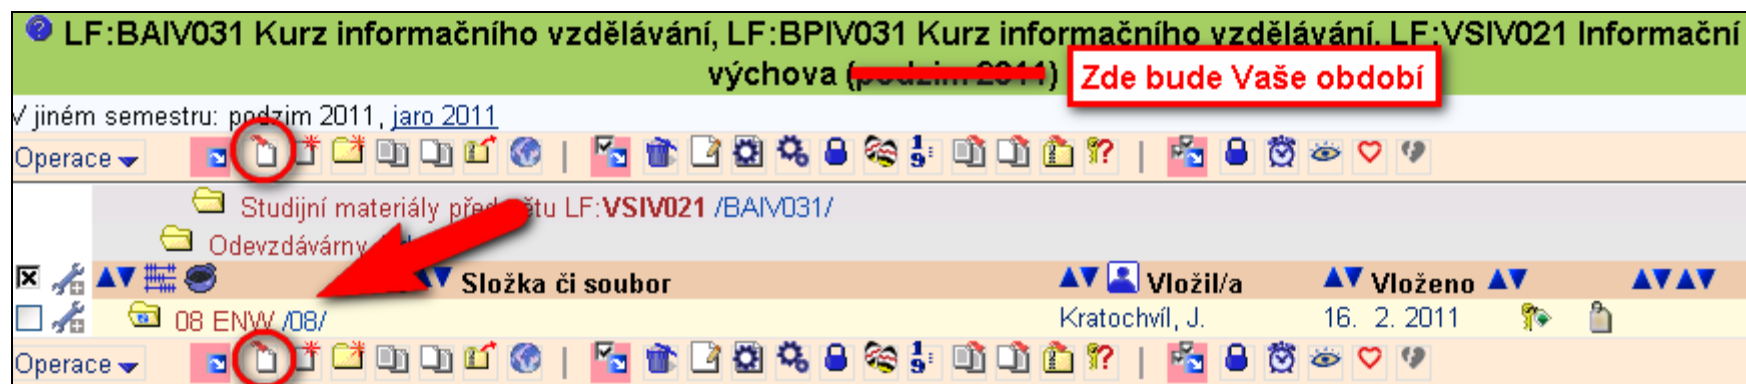 LF:BAIV031 Kurz informačního vzdělávání, LF:BPIV031 Kurz informačního vzdělávání, LF:VSIV021 Informační
výchova (podzim 2011) Zde bude Vaše období
V jiném semestru: podzim 2011, jaro 2011
Operace
Studijní materiály předmětu LF:VSIV021 /BAIV031/
Odevzdávárny
Složka či soubor Vložil/a Vloženo
08 ENW /08/ Kratochvíl, J. 16. 2. 2011
Operace